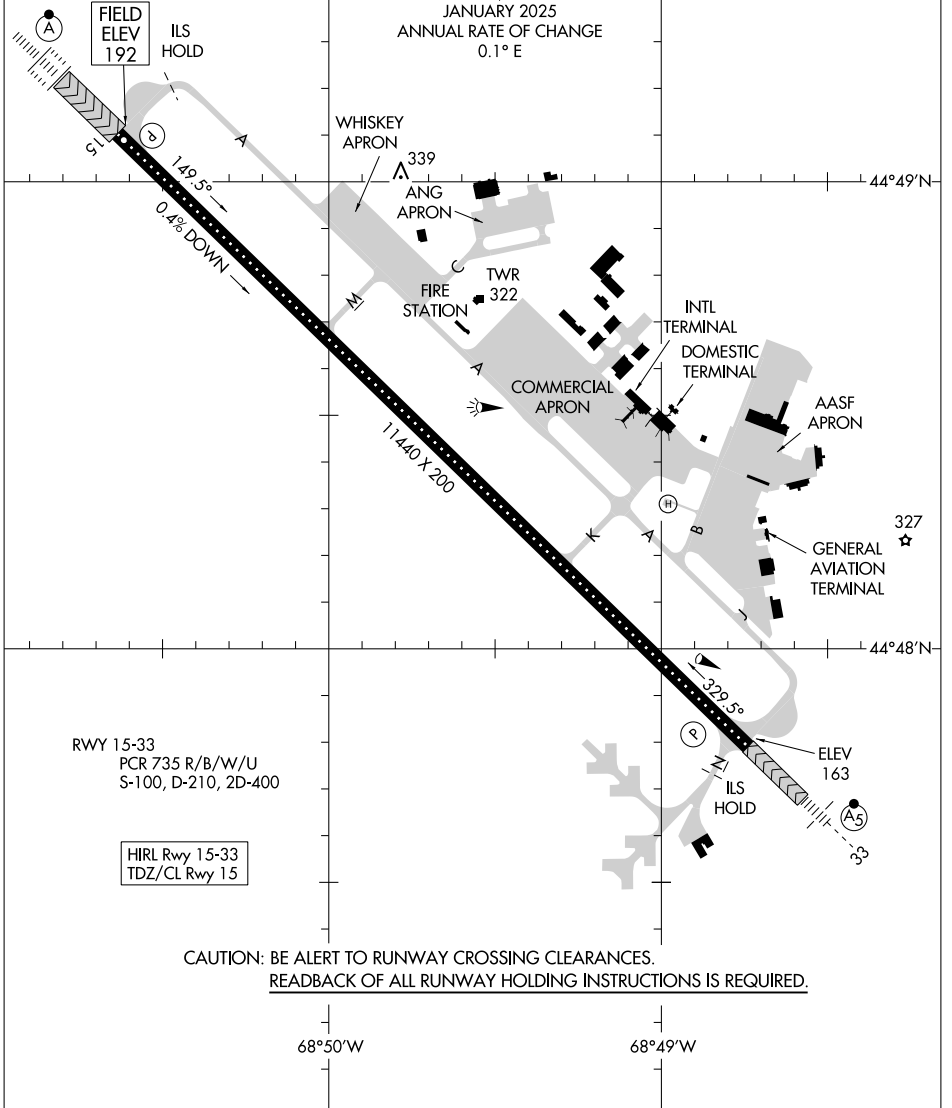 JANUARY 2025
ANNUAL RATE OF CHANGE
0.1° E
A
FIELD
ELEV
192
ILS
HOLD
15
P
149.5°
0.4% DOWN
A
WHISKEY
APRON
339
ANG
APRON
44°49'N
C
M
TWR
322
FIRE
STATION
A
INTL
TERMINAL
DOMESTIC
TERMINAL
COMMERCIAL
APRON
AASF
APRON
11440 X 200
H
K
A
B
327
GENERAL
AVIATION
TERMINAL
J
44°48'N
329.5°
P
RWY 15-33
PCR 735 R/B/W/U
S-100, D-210, 2D-400
N
ILS
HOLD
ELEV
163
A5
33
HIRL Rwy 15-33
TDZ/CL Rwy 15
CAUTION: BE ALERT TO RUNWAY CROSSING CLEARANCES.
READBACK OF ALL RUNWAY HOLDING INSTRUCTIONS IS REQUIRED.
68°50'W
68°49'W